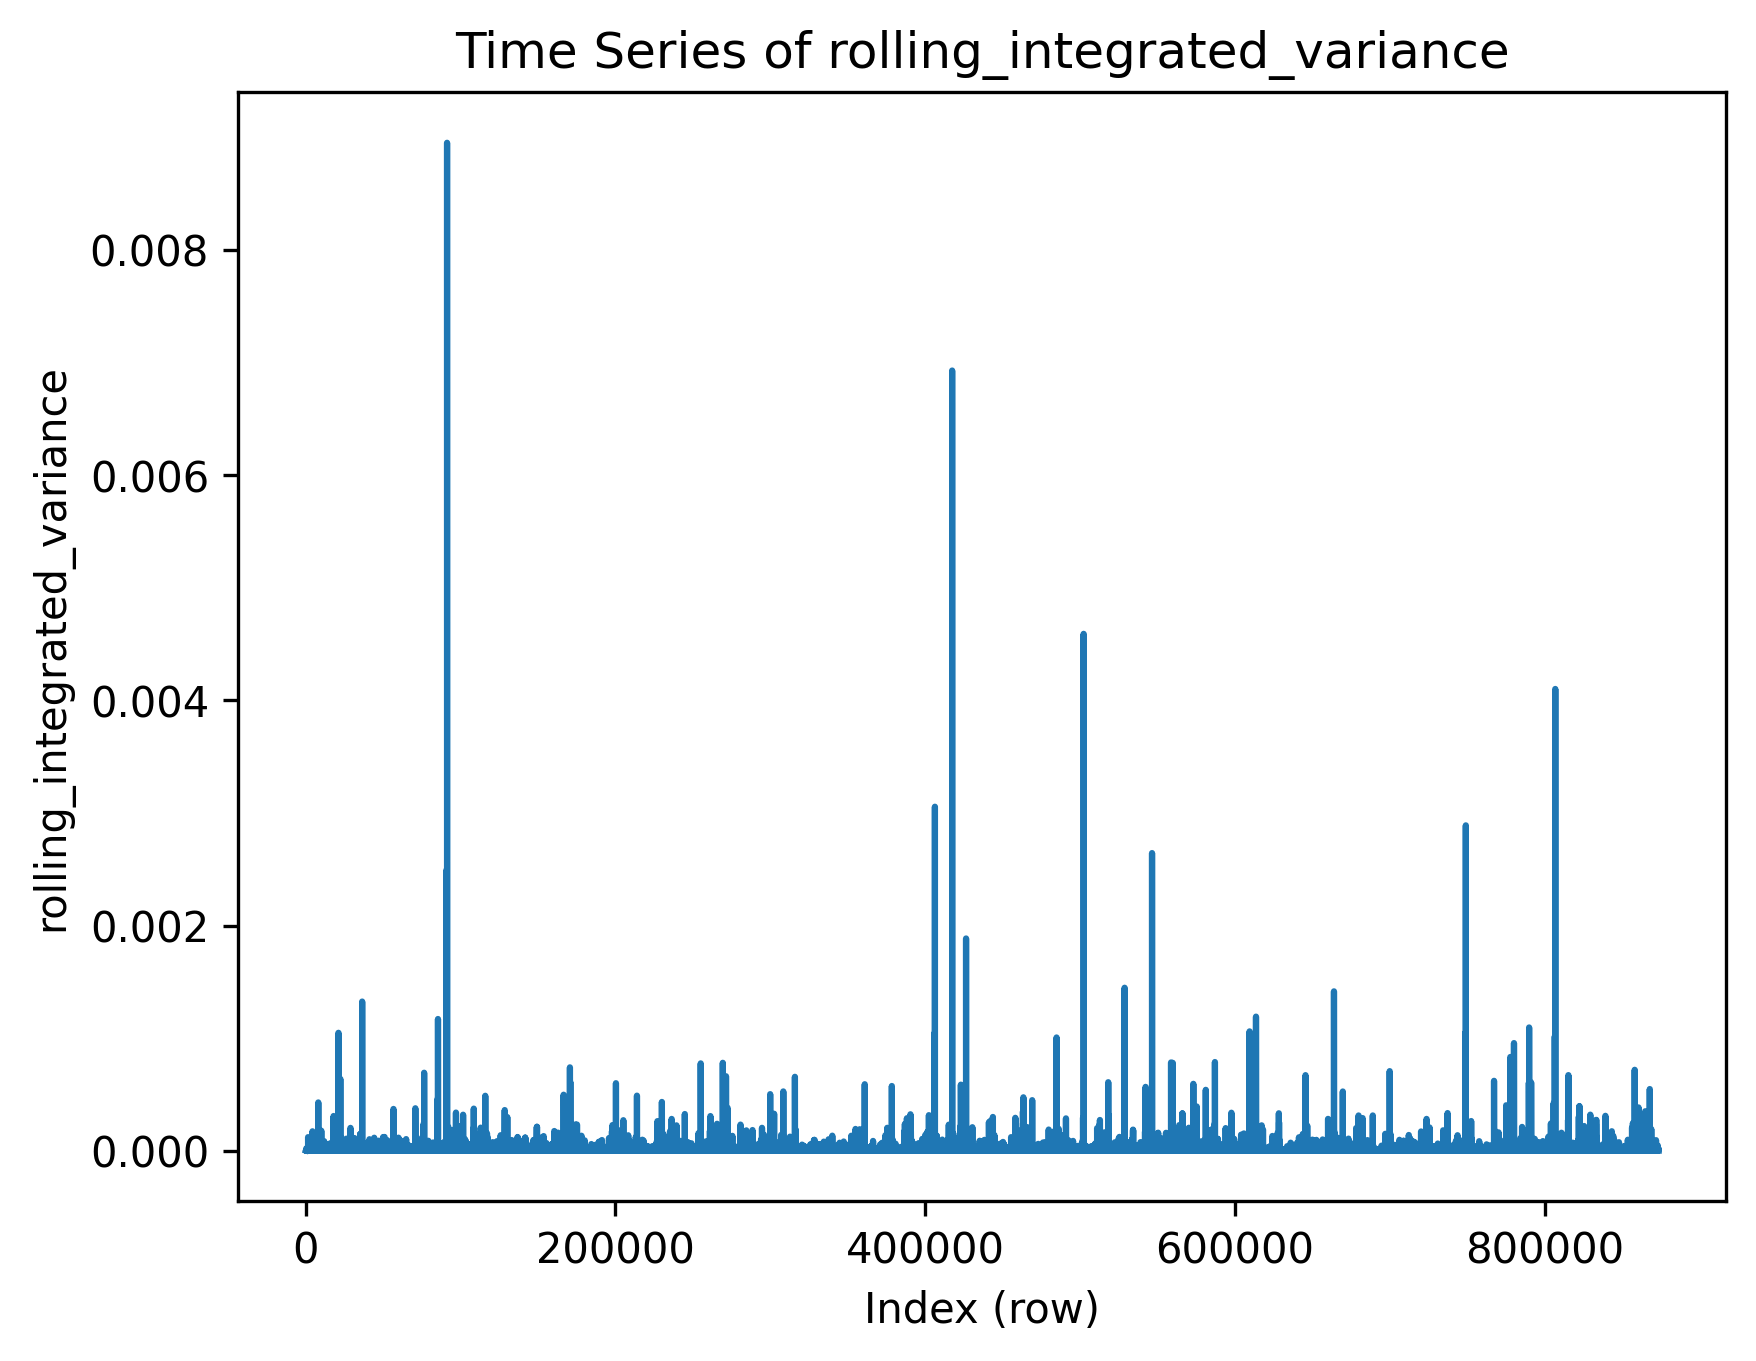 Time Series of rolling_integrated_variance
rolling_integrated_variance
0.008
0.006
0.004
0.002
0.000
0 200000 400000 600000 800000
Index (row)